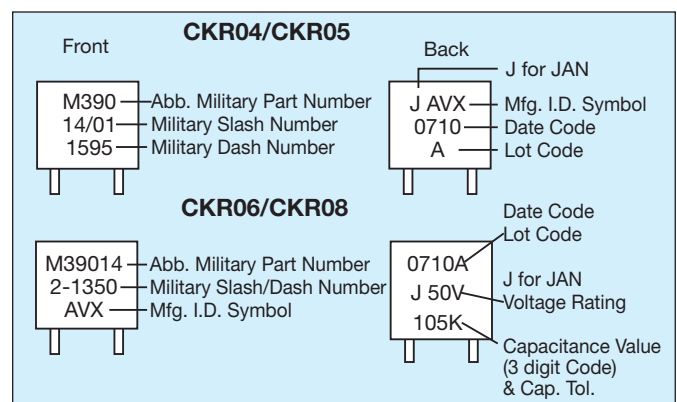 CKR04/CKR05
Front
M390
14/01
1595
Abb. Military Part Number
Military Slash Number
Military Dash Number
Back
J for JAN
J AVX
0710
A
Mfg. I.D. Symbol
Date Code
Lot Code
CKR06/CKR08
M39014
2-1350
AVX
Abb. Military Part Number
Military Slash/Dash Number
Mfg. I.D. Symbol
0710A
J 50V
105K
Date Code
Lot Code
J for JAN
Voltage Rating
Capacitance Value
(3 digit Code)
& Cap. Tol.